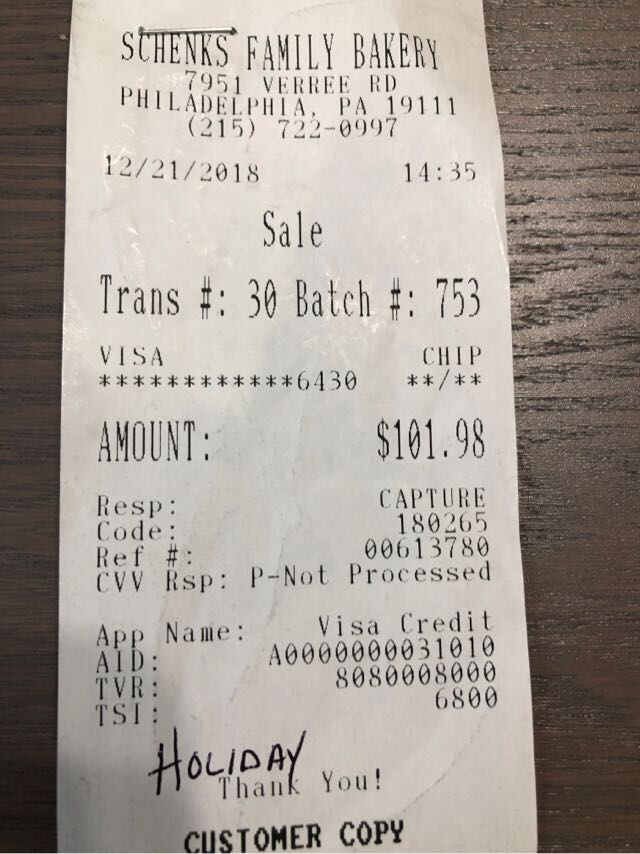 SCHENKS FAMILY BAKERY
7951 VERREE RD
PHILADELPHIA, PA 19111
(215) 722-0997
12/21/2018 14:35
Sale
Trans #: 30 Batch #: 753
VISA CHIP
************6430 **/**
AMOUNT: $101.98
Resp: CAPTURE
Code: 180265
Ref #: 00613780
CVV Rsp: P-Not Processed
App Name: Visa Credit
AID: A0000000031010
TVR: 8080008000
TSI: 6800
HOLIDAY
Thank You!
CUSTOMER COPY